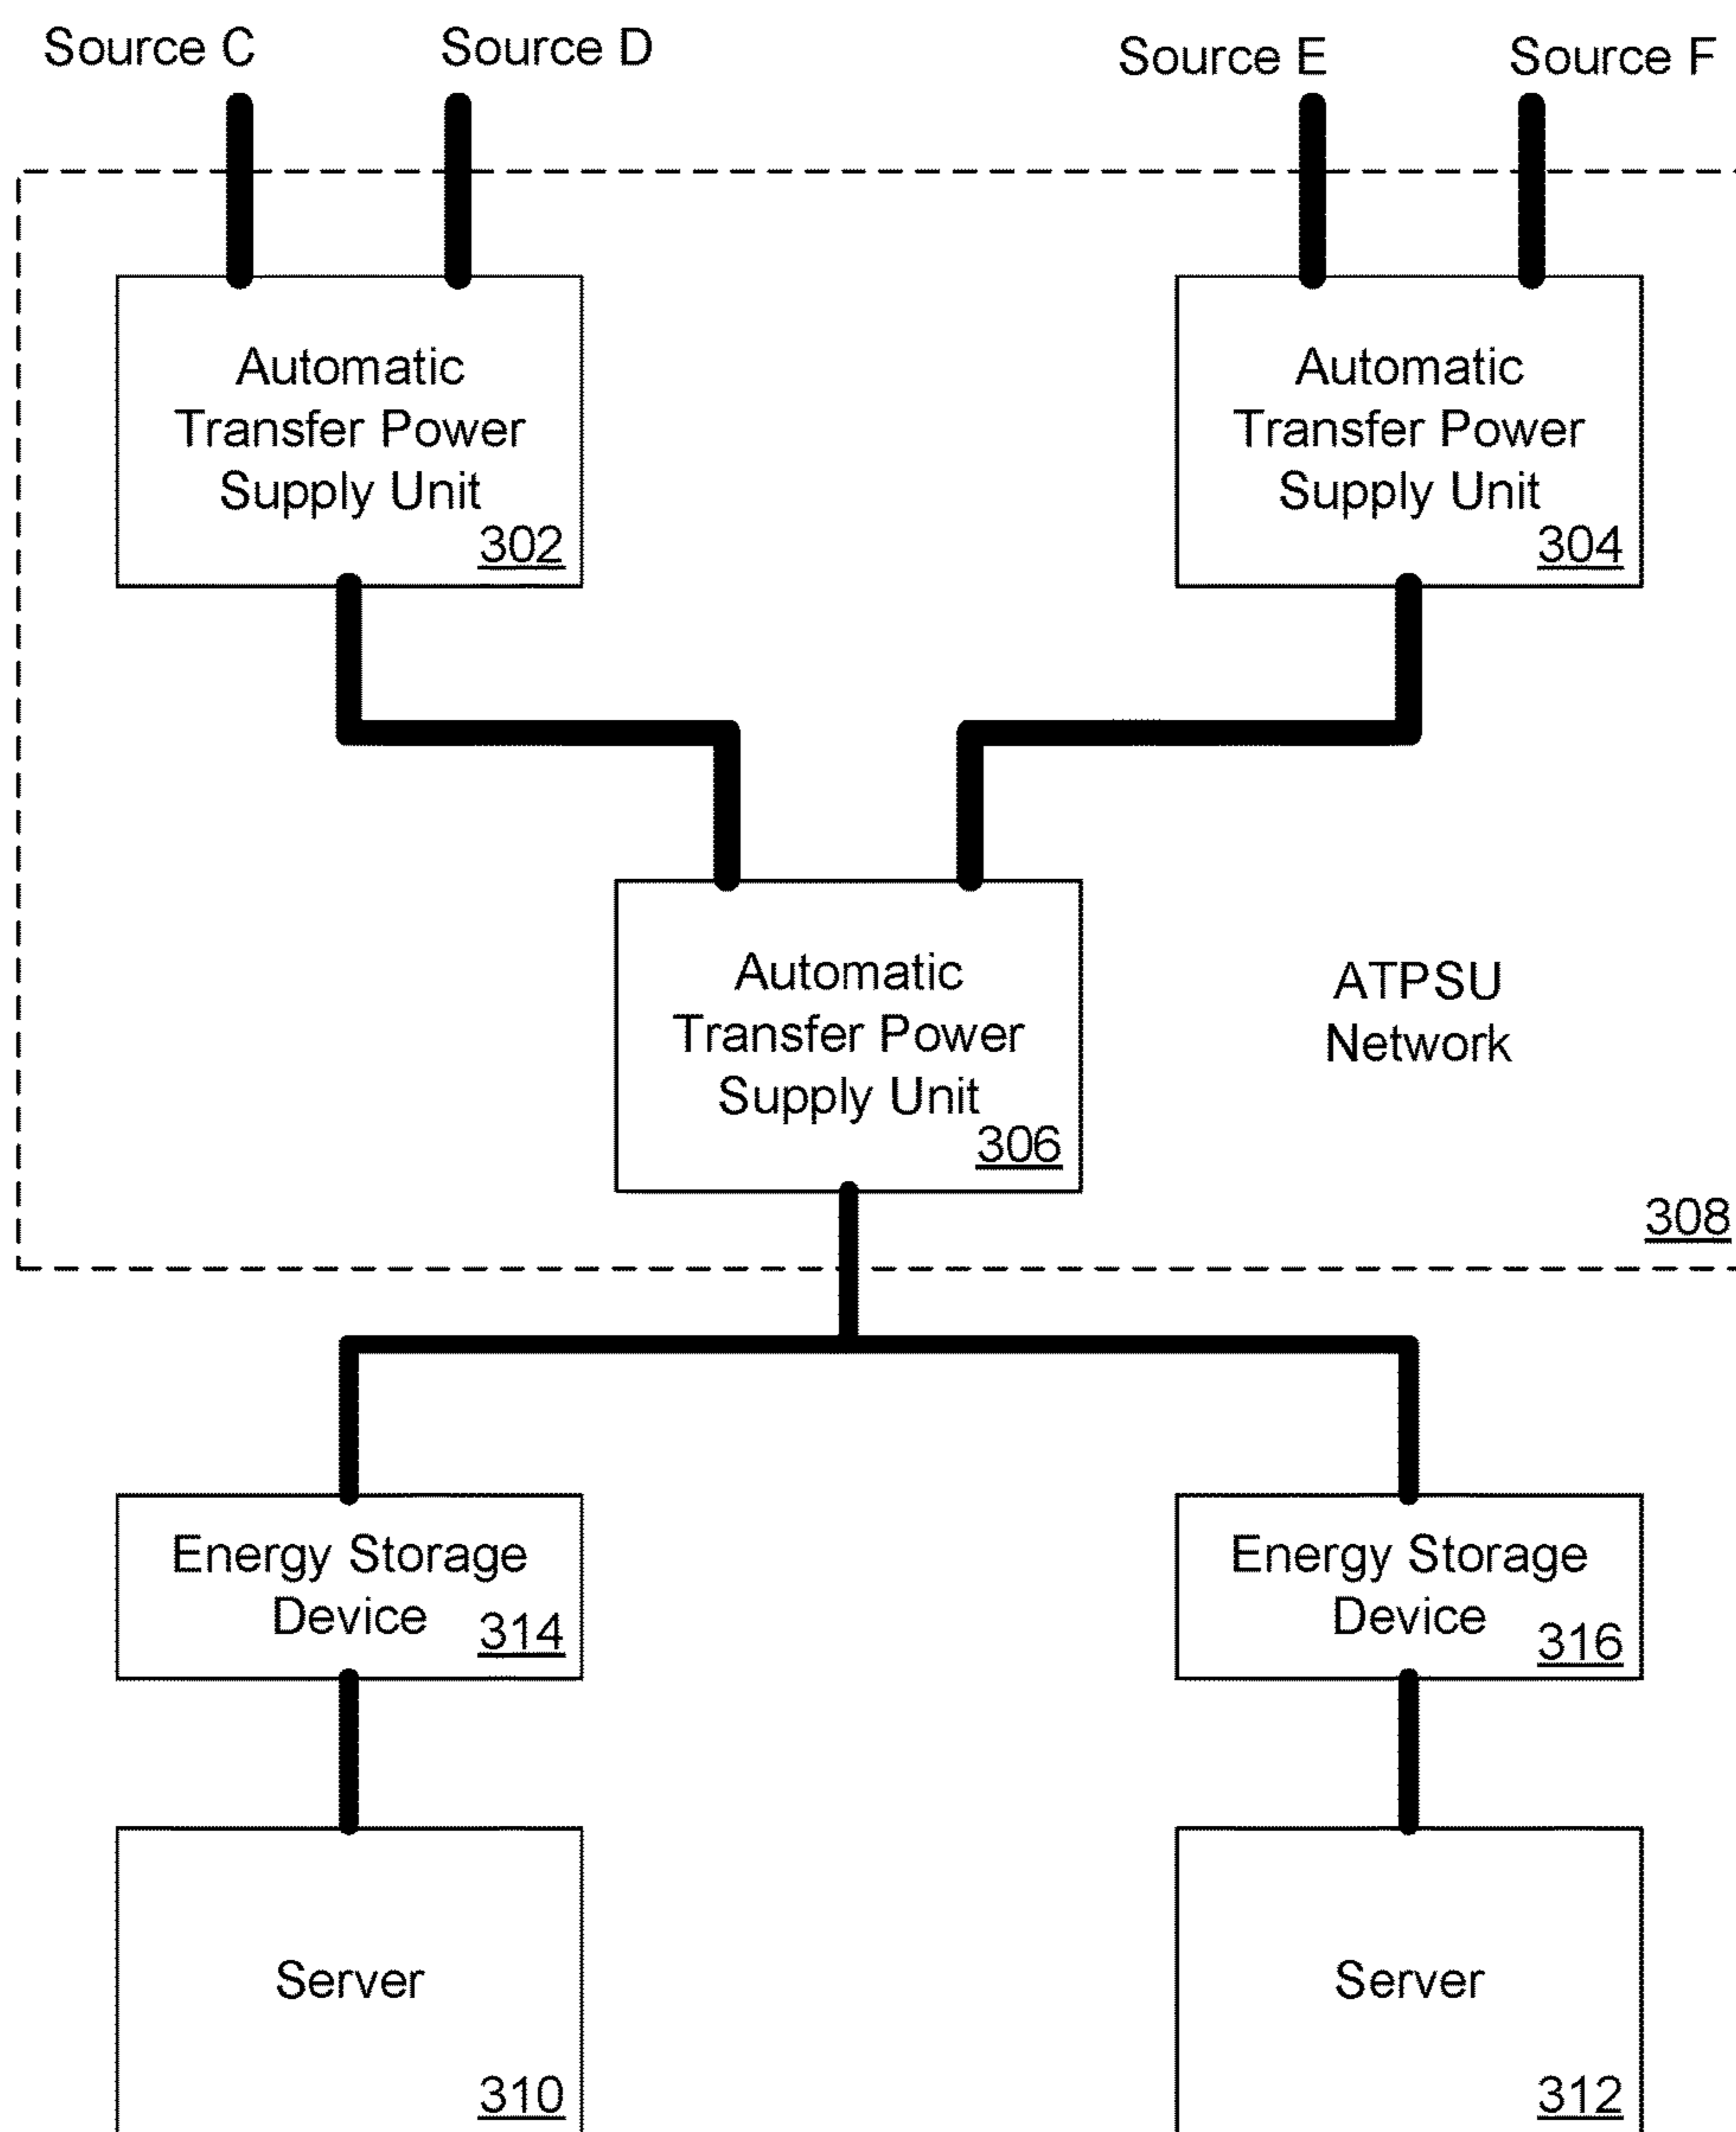 Source C
Source D
Source E
Source F
Automatic
Transfer Power
Supply Unit
302
Automatic
Transfer Power
Supply Unit
304
Automatic
Transfer Power
Supply Unit
306
ATPSU
Network
308
Energy Storage
Device
314
Energy Storage
Device
316
Server
310
Server
312